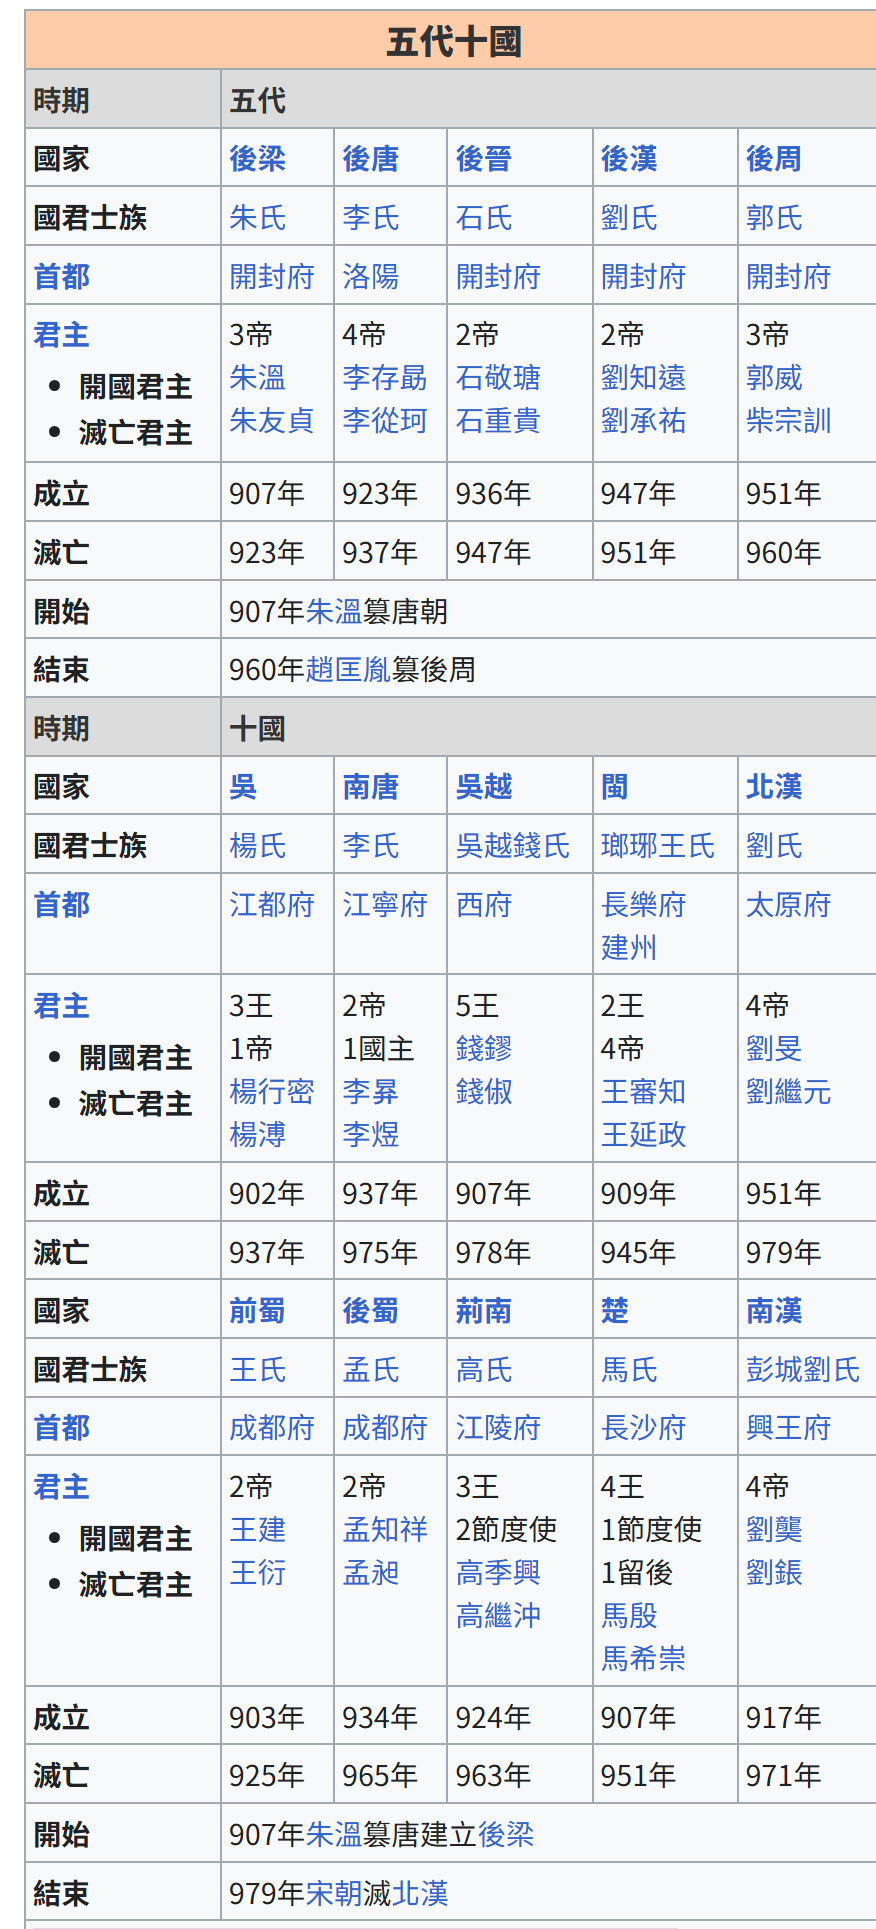 五代十國
時期 五代
國家 後梁 後唐 後晉 後漢 後周
國君士族 朱氏 李氏 石氏 劉氏 郭氏
首都 開封府 洛陽 開封府 開封府 開封府
君主 3帝 4帝 2帝 2帝 3帝
• 開國君主 朱溫 李存勗 石敬瑭 劉知遠 郭威
• 滅亡君主 朱友貞 李從珂 石重貴 劉承祐 柴宗訓
成立 907年 923年 936年 947年 951年
滅亡 923年 937年 947年 951年 960年
開始 907年朱溫篡唐朝
結束 960年趙匡胤篡後周
時期 十國
國家 吳 南唐 吳越 閩 北漢
國君士族 楊氏 李氏 吳越錢氏 瑯琊王氏 劉氏
首都 江都府 江寧府 西府 長樂府 太原府
建州
君主 3王 2帝 5王 2王 4帝
1帝 1國主 錢鏐 4帝 劉旻
• 開國君主 楊行密 李昪 錢俶 王審知 劉繼元
• 滅亡君主 楊溥 李煜 王延政
成立 902年 937年 907年 909年 951年
滅亡 937年 975年 978年 945年 979年
國家 前蜀 後蜀 荊南 楚 南漢
國君士族 王氏 孟氏 高氏 馬氏 彭城劉氏
首都 成都府 成都府 江陵府 長沙府 興王府
君主 2帝 2帝 3王 4王 4帝
• 開國君主 王建 孟知祥 2節度使 1節度使 劉龑
• 滅亡君主 王衍 孟昶 高季興 1留後 劉鋹
高繼沖 馬殷
馬希崇
成立 903年 934年 924年 907年 917年
滅亡 925年 965年 963年 951年 971年
開始 907年朱溫篡唐建立後梁
結束 979年宋朝滅北漢